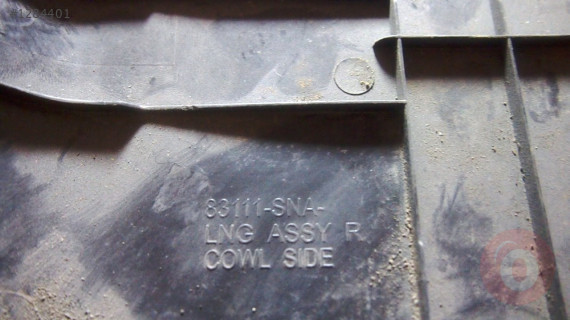 83111-SNA-
LNG ASSY R
COWL SIDE